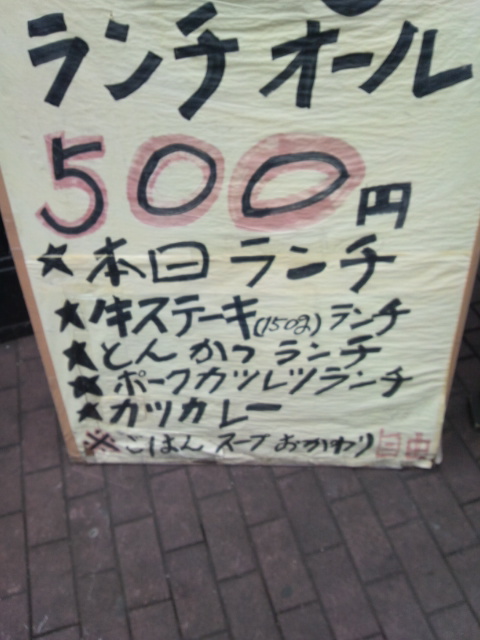 ランチオール
500円
★本日ランチ
★牛ステーキ(150g)ランチ
★とんかつランチ
★ポークカツレツランチ
★カツカレー
※ごはん スープ おかわり自由